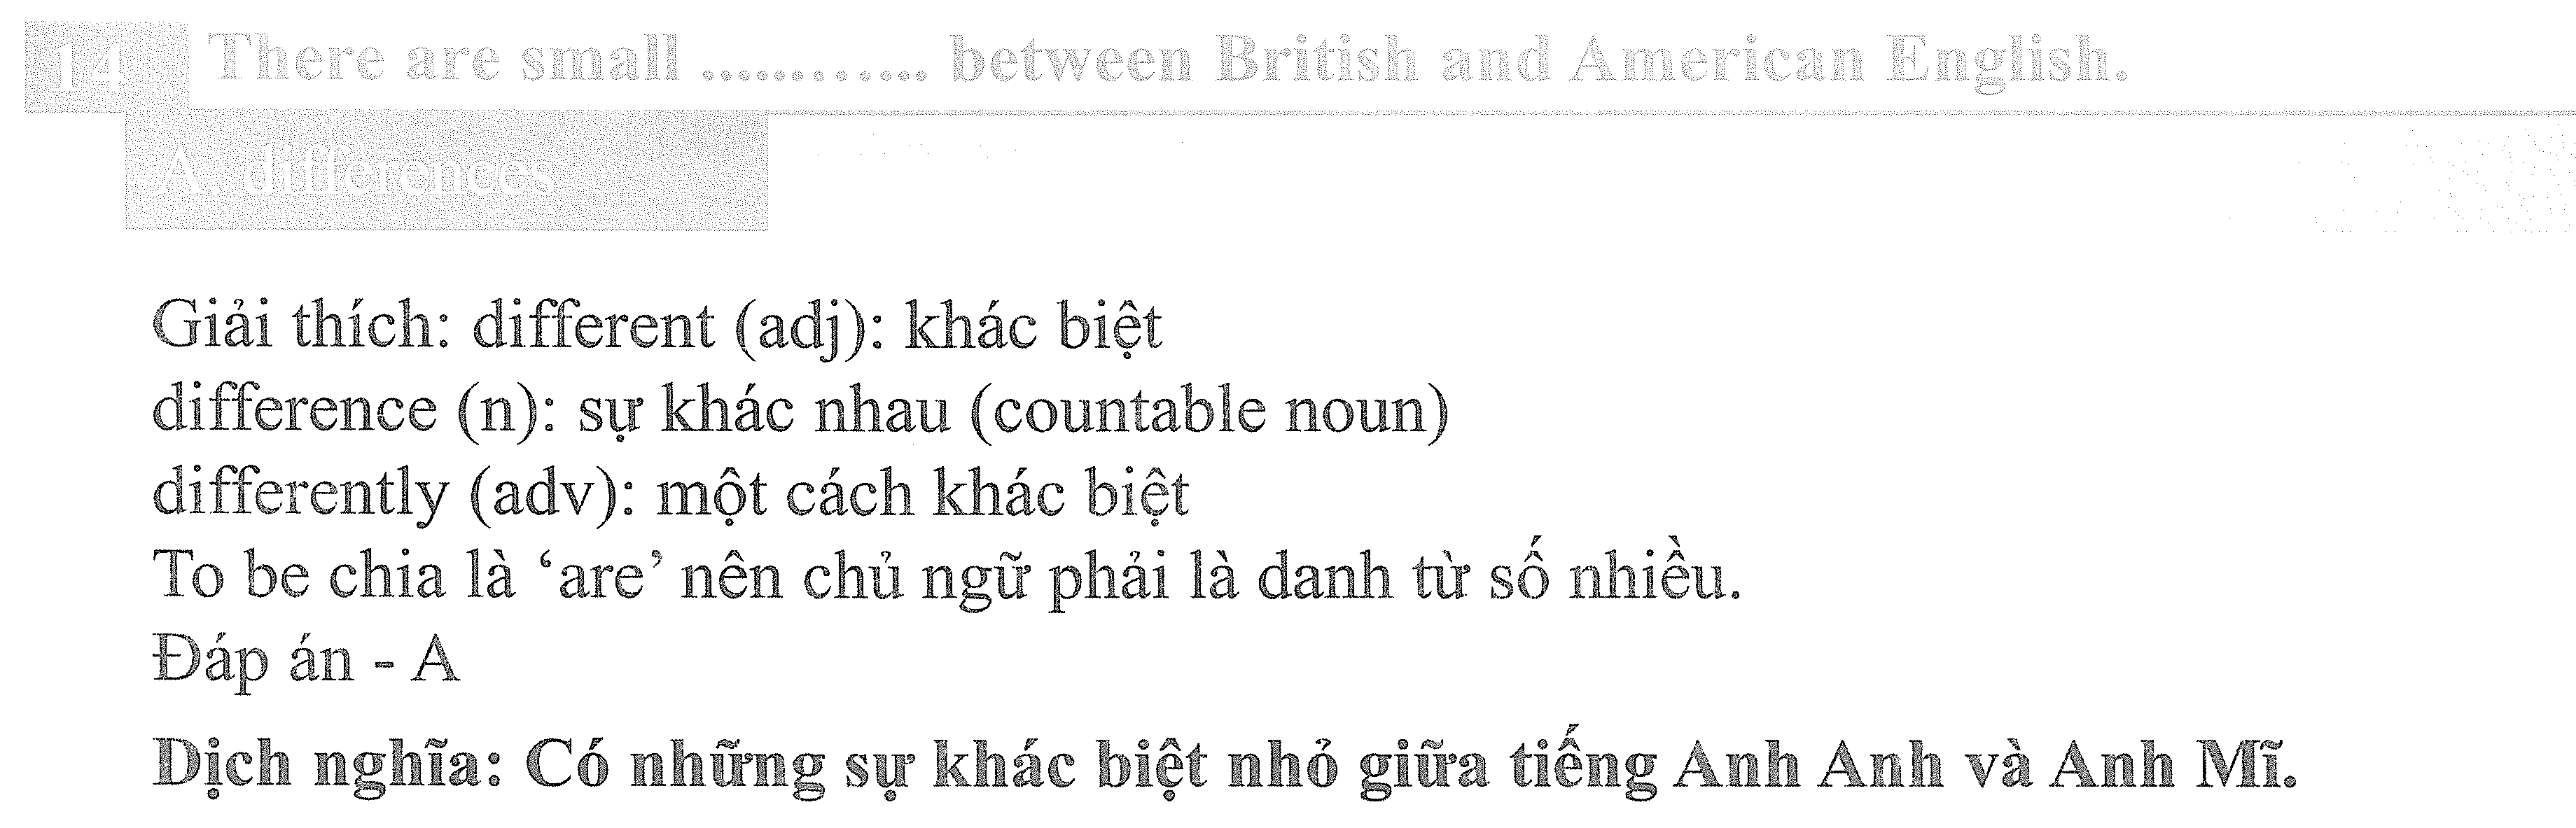 14 There are small ............ between British and American English.
A. differences
Giải thích: different (adj): khác biệt
difference (n): sự khác nhau (countable noun)
differently (adv): một cách khác biệt
To be chia là ‘are’ nên chủ ngữ phải là danh từ số nhiều.
Đáp án - A
Dịch nghĩa: Có những sự khác biệt nhỏ giữa tiếng Anh Anh và Anh Mĩ.